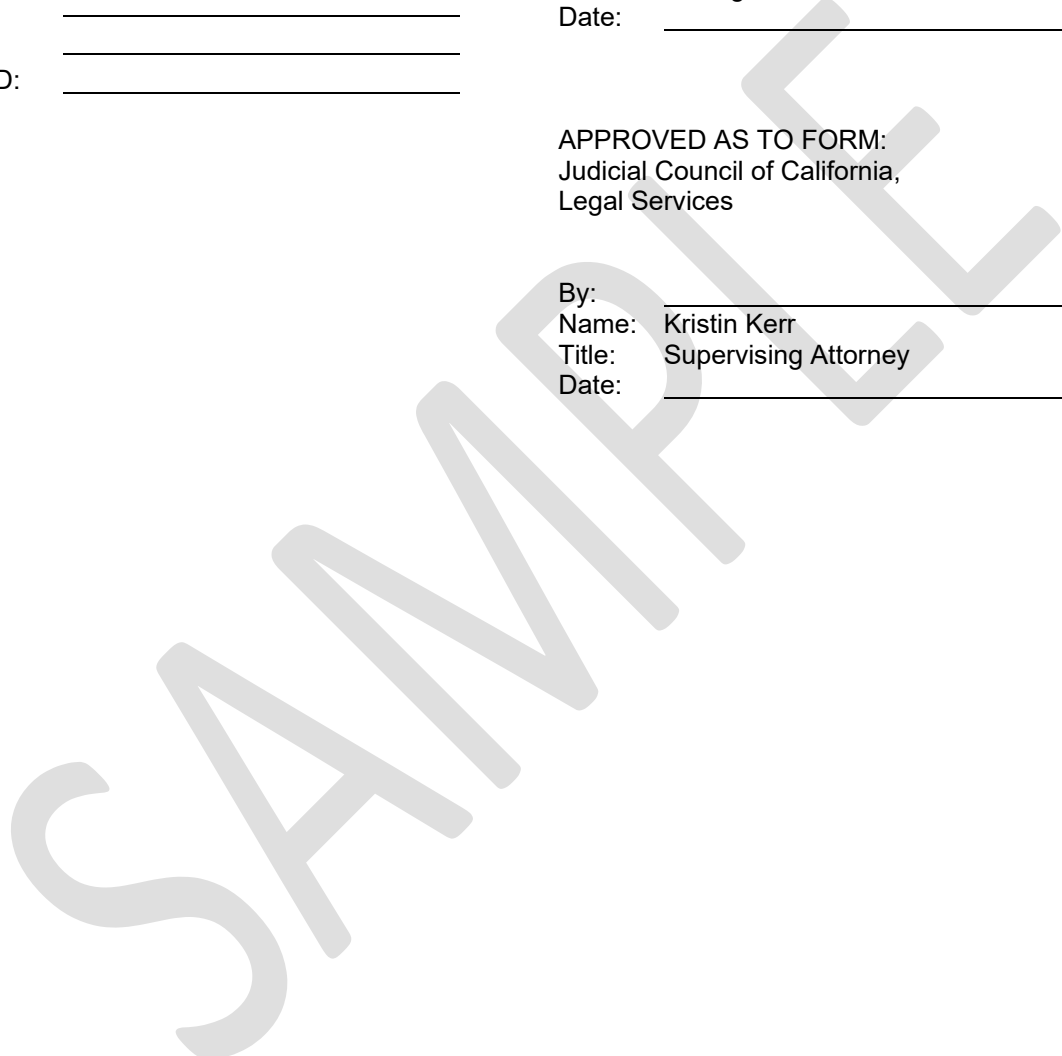 Date:
D:
APPROVED AS TO FORM:
Judicial Council of California,
Legal Services
By:
Name: Kristin Kerr
Title: Supervising Attorney
Date:
SAMPLE